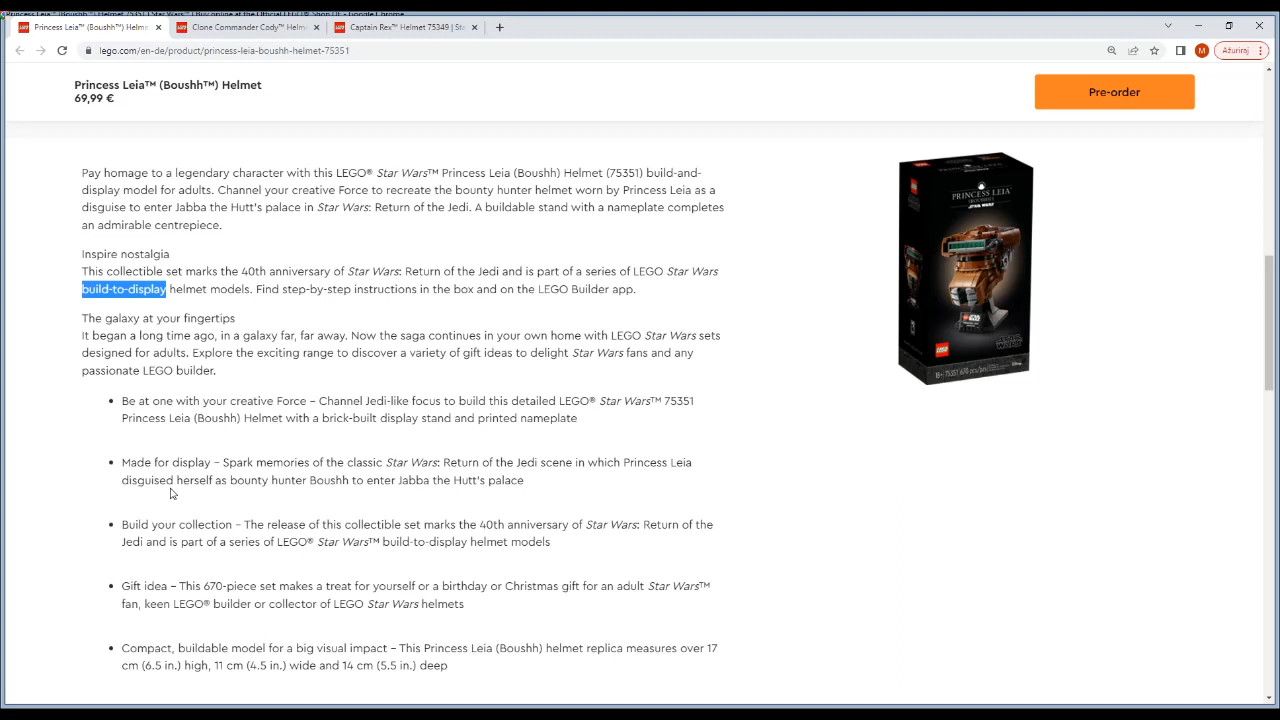 Princess Leia™ (Boushh™) Helme
Clone Commander Cody™ Helm
Captain Rex™ Helmet 75349 | Sta
lego.com/en-de/product/princess-leia-boushh-helmet-75351
M
Ažuriraj
Princess Leia™ (Boushh™) Helmet
69,99 €
Pre-order
Pay homage to a legendary character with this LEGO® Star Wars™ Princess Leia (Boushh) Helmet (75351) build-and-
display model for adults. Channel your creative Force to recreate the bounty hunter helmet worn by Princess Leia as a
disguise to enter Jabba the Hutt's palace in Star Wars: Return of the Jedi. A buildable stand with a nameplate completes
an admirable centrepiece.
Inspire nostalgia
This collectible set marks the 40th anniversary of Star Wars: Return of the Jedi and is part of a series of LEGO Star Wars
build-to-display helmet models. Find step-by-step instructions in the box and on the LEGO Builder app.
The galaxy at your fingertips
It began a long time ago, in a galaxy far, far away. Now the saga continues in your own home with LEGO Star Wars sets
designed for adults. Explore the exciting range to discover a variety of gift ideas to delight Star Wars fans and any
passionate LEGO builder.
• Be at one with your creative Force – Channel Jedi-like focus to build this detailed LEGO® Star Wars™ 75351
Princess Leia (Boushh) Helmet with a brick-built display stand and printed nameplate
• Made for display – Spark memories of the classic Star Wars: Return of the Jedi scene in which Princess Leia
disguised herself as bounty hunter Boushh to enter Jabba the Hutt's palace
• Build your collection – The release of this collectible set marks the 40th anniversary of Star Wars: Return of the
Jedi and is part of a series of LEGO® Star Wars™ build-to-display helmet models
• Gift idea – This 670-piece set makes a treat for yourself or a birthday or Christmas gift for an adult Star Wars™
fan, keen LEGO® builder or collector of LEGO Star Wars helmets
• Compact, buildable model for a big visual impact – This Princess Leia (Boushh) helmet replica measures over 17
cm (6.5 in.) high, 11 cm (4.5 in.) wide and 14 cm (5.5 in.) deep
PRINCESS LEIA
(BOUSHH)
STAR WARS
LEGO
STAR WARS
18+ 75351 670 pcs/pzs